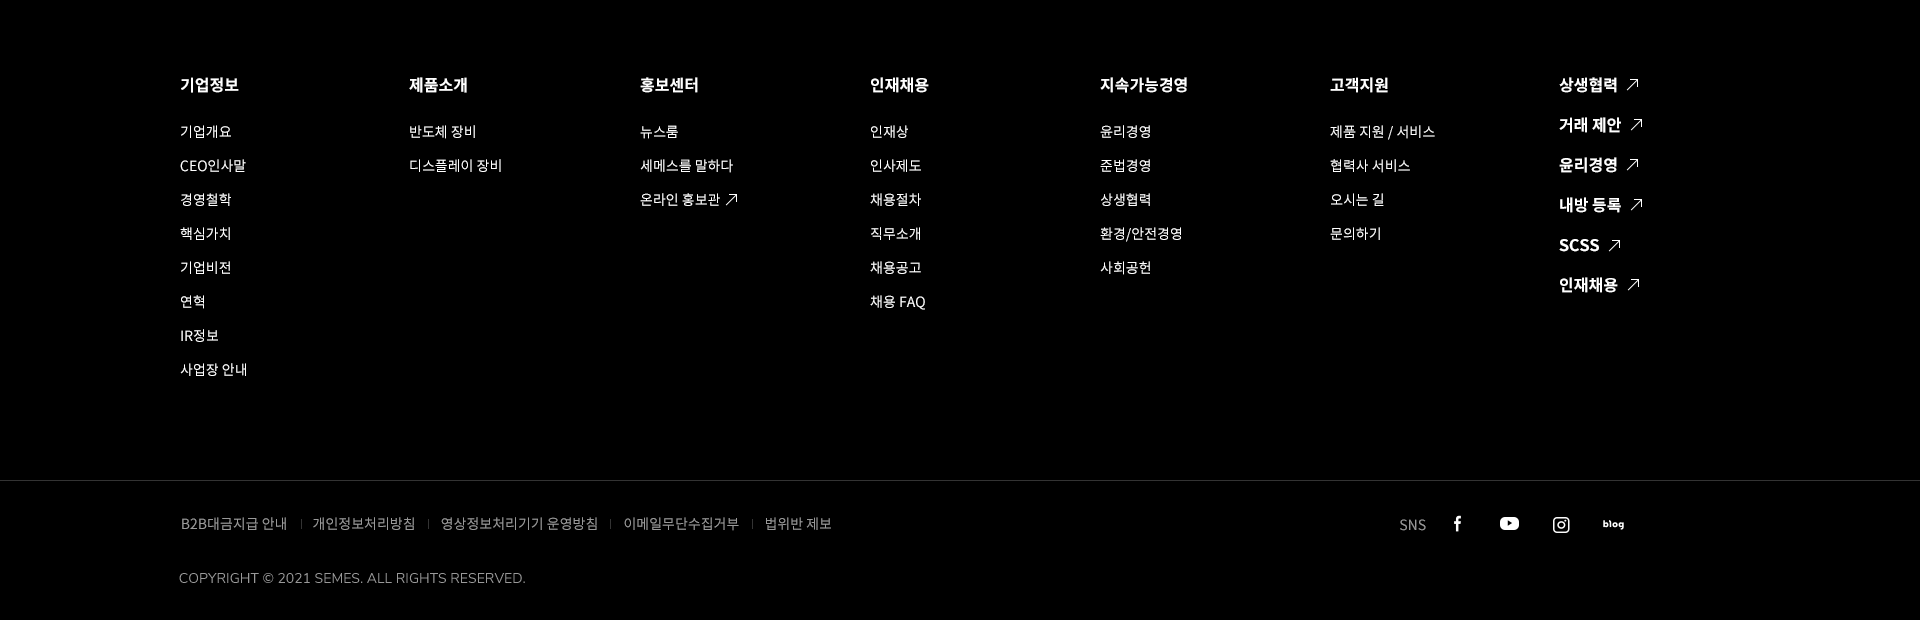 기업정보
기업개요
CEO인사말
경영철학
핵심가치
기업비전
연혁
IR정보
사업장 안내
제품소개
반도체 장비
디스플레이 장비
홍보센터
뉴스룸
세메스를 말하다
온라인 홍보관
인재채용
인재상
인사제도
채용절차
직무소개
채용공고
채용 FAQ
지속가능경영
윤리경영
준법경영
상생협력
환경/안전경영
사회공헌
고객지원
제품 지원 / 서비스
협력사 서비스
오시는 길
문의하기
상생협력
거래 제안
윤리경영
내방 등록
SCSS
인재채용
B2B대금지급 안내 | 개인정보처리방침 | 영상정보처리기기 운영방침 | 이메일무단수집거부 | 법위반 제보
SNS
blog
COPYRIGHT © 2021 SEMES. ALL RIGHTS RESERVED.